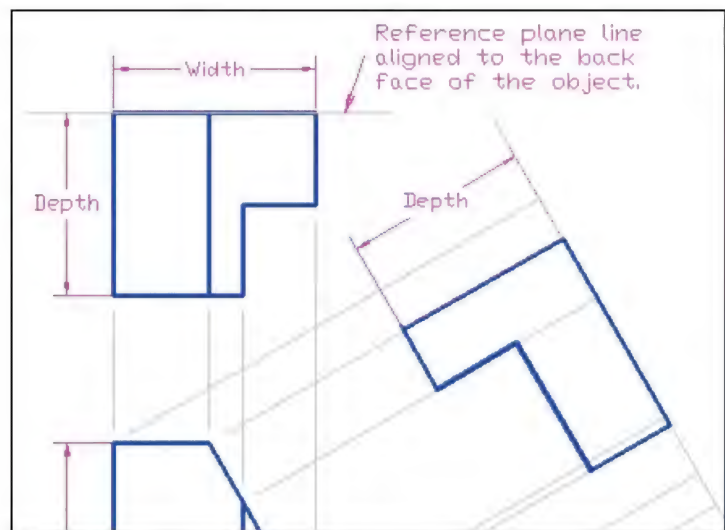 Reference plane line
aligned to the back
face of the object.
Width
Depth
Depth